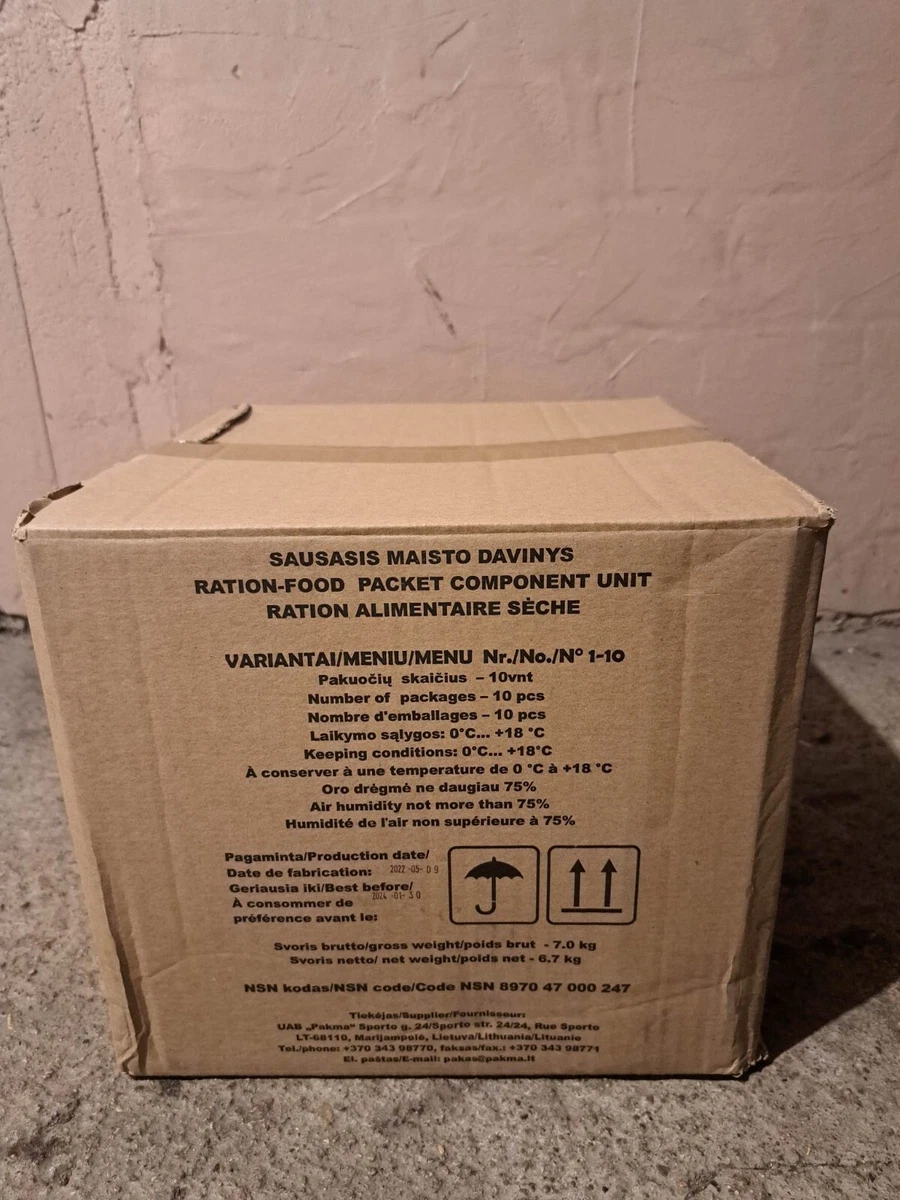 SAUSASIS MAISTO DAVINYS
RATION-FOOD PACKET COMPONENT UNIT
RATION ALIMENTAIRE SĖCHE
VARIANTAI/MENIU/MENU Nr./No./N° 1-10
Pakuočių skaičius – 10vnt
Number of packages – 10 pcs
Nombre d'emballages – 10 pcs
Laikymo sąlygos: 0°C... +18 °C
Keeping conditions: 0°C... +18°C
À conserver à une temperature de 0 °C à +18 °C
Oro drėgmė ne daugiau 75%
Air humidity not more than 75%
Humidité de l'air non supérieure à 75%
Pagaminta/Production date/
Date de fabrication: 2022-05-09
Geriausia iki/Best before/
À consommer de 2024-01-30
préférence avant le:
Svoris brutto/gross weight/poids brut - 7.0 kg
Svoris netto/ net weight/poids net - 6.7 kg
NSN kodas/NSN code/Code NSN 8970 47 000 247
Tiekėjas/Supplier/Fournisseur:
UAB „Pakma“ Sporto g. 24/Sporto str. 24/24, Rue Sporto
LT-68110, Marijampolė, Lietuva/Lithuania/Lituanie
Tel./phone: +370 343 98770, faksas/fax.: +370 343 98771
El. paštas/E-mail: pakas@pakma.lt